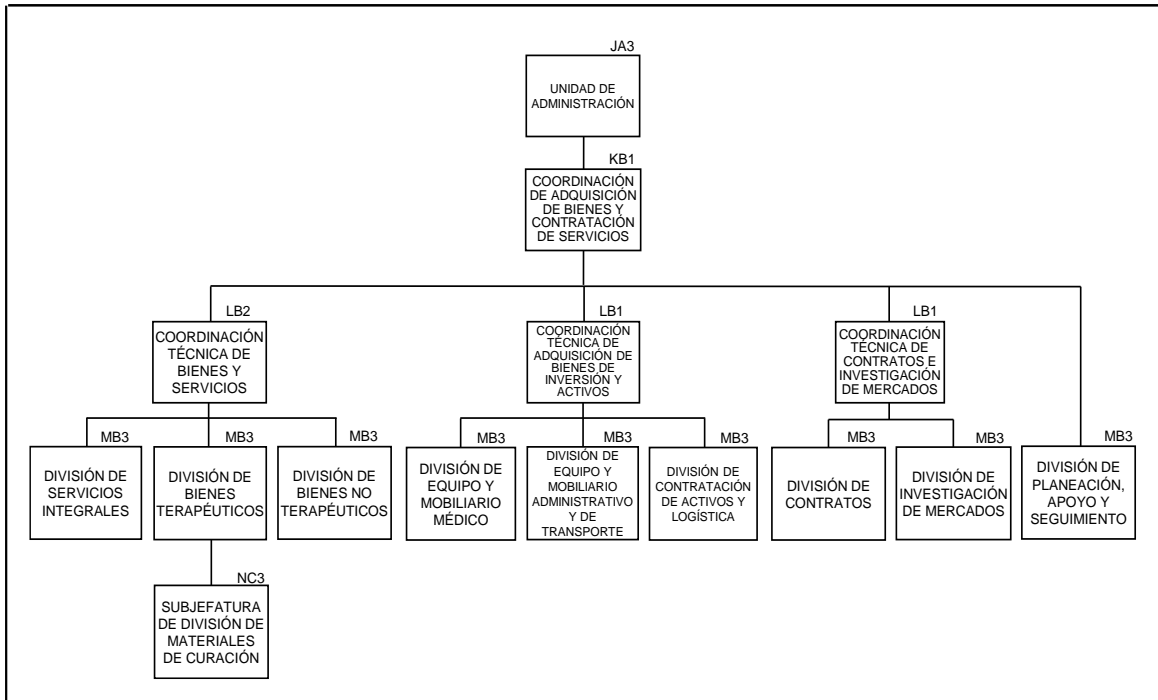 JA3
UNIDAD DE
ADMINISTRACIÓN
KB1
COORDINACIÓN
DE ADQUISICIÓN
DE BIENES Y
CONTRATACIÓN
DE SERVICIOS
LB2
COORDINACIÓN
TÉCNICA DE
BIENES Y
SERVICIOS
LB1
COORDINACIÓN
TÉCNICA DE
ADQUISICIÓN DE
BIENES DE
INVERSIÓN Y
ACTIVOS
LB1
COORDINACIÓN
TÉCNICA DE
CONTRATOS E
INVESTIGACIÓN
DE MERCADOS
MB3
DIVISIÓN DE
SERVICIOS
INTEGRALES
MB3
DIVISIÓN DE
BIENES
TERAPÉUTICOS
MB3
DIVISIÓN DE
BIENES NO
TERAPÉUTICOS
MB3
DIVISIÓN DE
EQUIPO Y
MOBILIARIO
MÉDICO
MB3
DIVISIÓN DE
EQUIPO Y
MOBILIARIO
ADMINISTRATIVO
Y DE
TRANSPORTE
MB3
DIVISIÓN DE
CONTRATACIÓN
DE ACTIVOS Y
LOGÍSTICA
MB3
DIVISIÓN DE
CONTRATOS
MB3
DIVISIÓN DE
INVESTIGACIÓN
DE MERCADOS
MB3
DIVISIÓN DE
PLANEACIÓN,
APOYO Y
SEGUIMIENTO
NC3
SUBJEFATURA
DE DIVISIÓN DE
MATERIALES
DE CURACIÓN